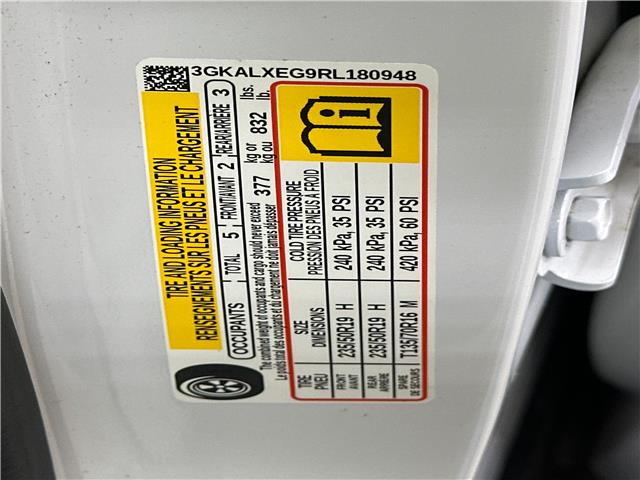 3GKALXEG9RL180948
TIRE AND LOADING INFORMATION
RENSEIGNEMENTS SUR LES PNEUS ET LE CHARGEMENT
OCCUPANTS TOTAL 5 FRONT/AVANT 2 REAR/ARRIERE 3
The combined weight of occupants and cargo should never exceed 377 kg or 832 lbs.
Le poids total des occupants et du chargement ne doit jamais dépasser kg ou lb.
TIRE SIZE COLD TIRE PRESSURE
PNEU DIMENSIONS PRESSION DES PNEUS À FROID
FRONT 235/50R19 H 240 kPa, 35 PSI
AVANT
REAR 235/50R19 H 240 kPa, 35 PSI
ARRIERE
SPARE T135/70R16 M 420 kPa, 60 PSI
DE SECOURS